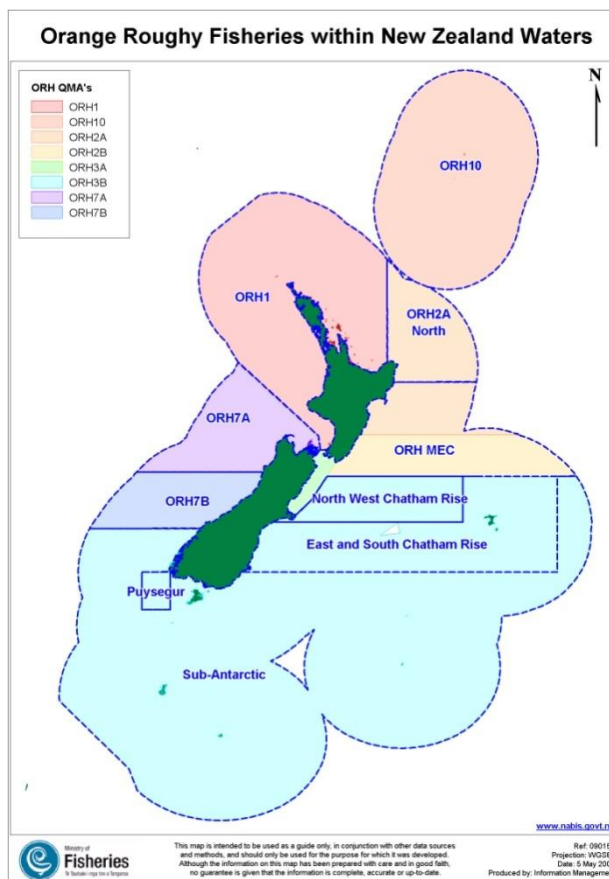 Orange Roughy Fisheries within New Zealand Waters
N
ORH QMA's
ORH1
ORH10
ORH2A
ORH2B
ORH3A
ORH3B
ORH7A
ORH7B
ORH10
ORH1
ORH2A
North
ORH7A
ORH MEC
ORH7B
North West Chatham Rise
East and South Chatham Rise
Puysegur
Sub-Antarctic
www.nabis.govt.n
Ministry of
Fisheries
This map is intended to be used as a guide only, in conjunction with other data sources
and methods, and should only be used for the purpose for which it was developed.
Although the information on this map has been prepared with care and in good faith,
no guarantee is given that the information is complete, accurate or up-to-date.
Ref: 09015
Projection: WGS8
Date: 5 May 200
Produced by: Information Manageme